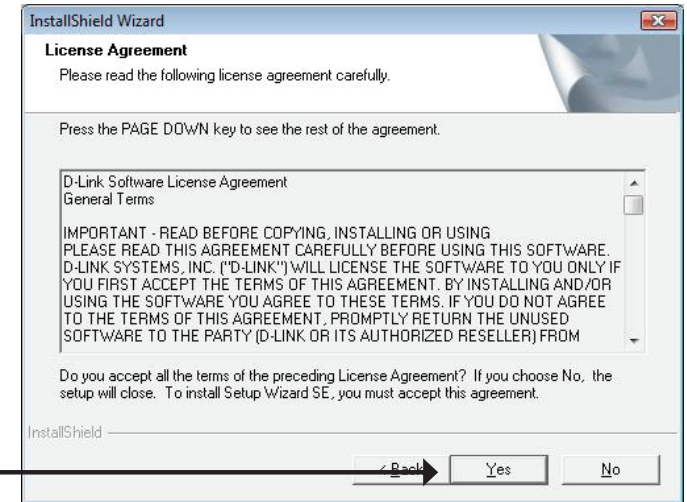 InstallShield Wizard
License Agreement
Please read the following license agreement carefully.
Press the PAGE DOWN key to see the rest of the agreement.
D-Link Software License Agreement
General Terms
IMPORTANT - READ BEFORE COPYING, INSTALLING OR USING
PLEASE READ THIS AGREEMENT CAREFULLY BEFORE USING THIS SOFTWARE.
D-LINK SYSTEMS, INC. ("D-LINK") WILL LICENSE THE SOFTWARE TO YOU ONLY IF
YOU FIRST ACCEPT THE TERMS OF THIS AGREEMENT. BY INSTALLING AND/OR
USING THE SOFTWARE YOU AGREE TO THESE TERMS. IF YOU DO NOT AGREE
TO THE TERMS OF THIS AGREEMENT, PROMPTLY RETURN THE UNUSED
SOFTWARE TO THE PARTY (D-LINK OR ITS AUTHORIZED RESELLER) FROM
Do you accept all the terms of the preceding License Agreement? If you choose No, the
setup will close. To install Setup Wizard SE, you must accept this agreement.
InstallShield
< Back Yes No